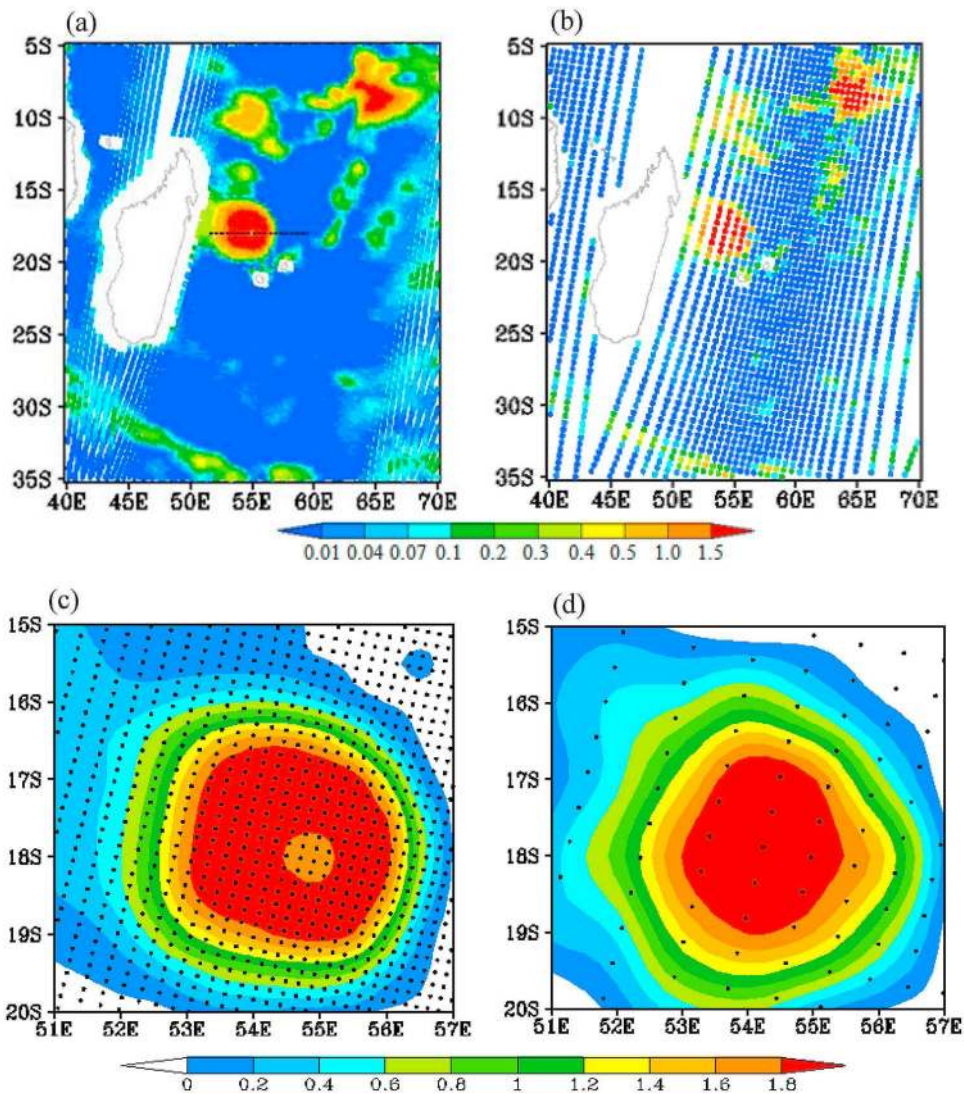 (a) (b)
5S 5S
10S 10S
15S 15S
20S 20S
25S 25S
30S 30S
35S 35S
40E 45E 50E 55E 60E 65E 70E 40E 45E 50E 55E 60E 65E 70E
0.01 0.04 0.07 0.1 0.2 0.3 0.4 0.5 1.0 1.5
(c) (d)
15S 15S
16S 16S
17S 17S
18S 18S
19S 19S
20S 20S
51E 52E 53E 54E 55E 56E 57E 51E 52E 53E 54E 55E 56E 57E
0 0.2 0.4 0.6 0.8 1 1.2 1.4 1.6 1.8